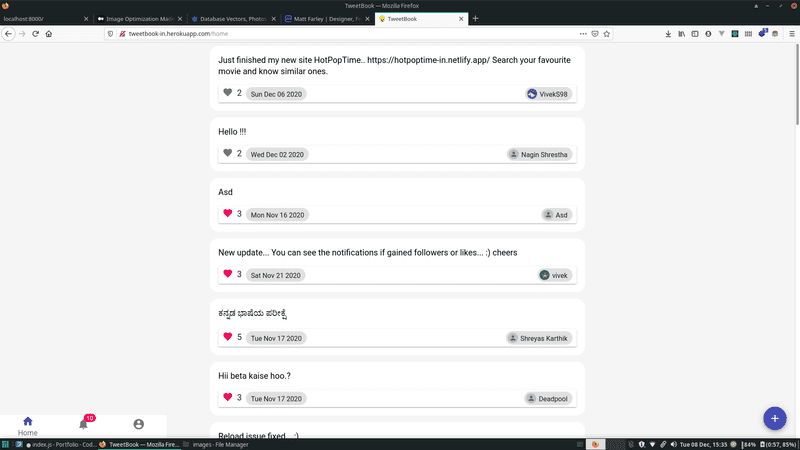 TweetBook — Mozilla Firefox
localhost:8000/
Image Optimization Made
Database Vectors, Photos
Matt Farley | Designer, Fr
TweetBook
tweetbook-in.herokuapp.com/home
Just finished my new site HotPopTime.. https://hotpoptime-in.netlify.app/ Search your favourite
movie and know similar ones.
2 Sun Dec 06 2020 VivekS98
Hello !!!
2 Wed Dec 02 2020 Nagin Shrestha
Asd
3 Mon Nov 16 2020 Asd
New update... You can see the notifications if gained followers or likes... :) cheers
3 Sat Nov 21 2020 vivek
ಕನ್ನಡ ಭಾಷೆಯ ಪರೀಕ್ಷೆ
5 Tue Nov 17 2020 Shreyas Karthik
Hii beta kaise hoo.?
3 Tue Nov 17 2020 Deadpool
Reload issue fixed... :)
10
Home
index.js - Portfolio - Cod...
TweetBook — Mozilla Fire...
images - File Manager
Tue 08 Dec, 15:35
84%
(0:57, 85%)